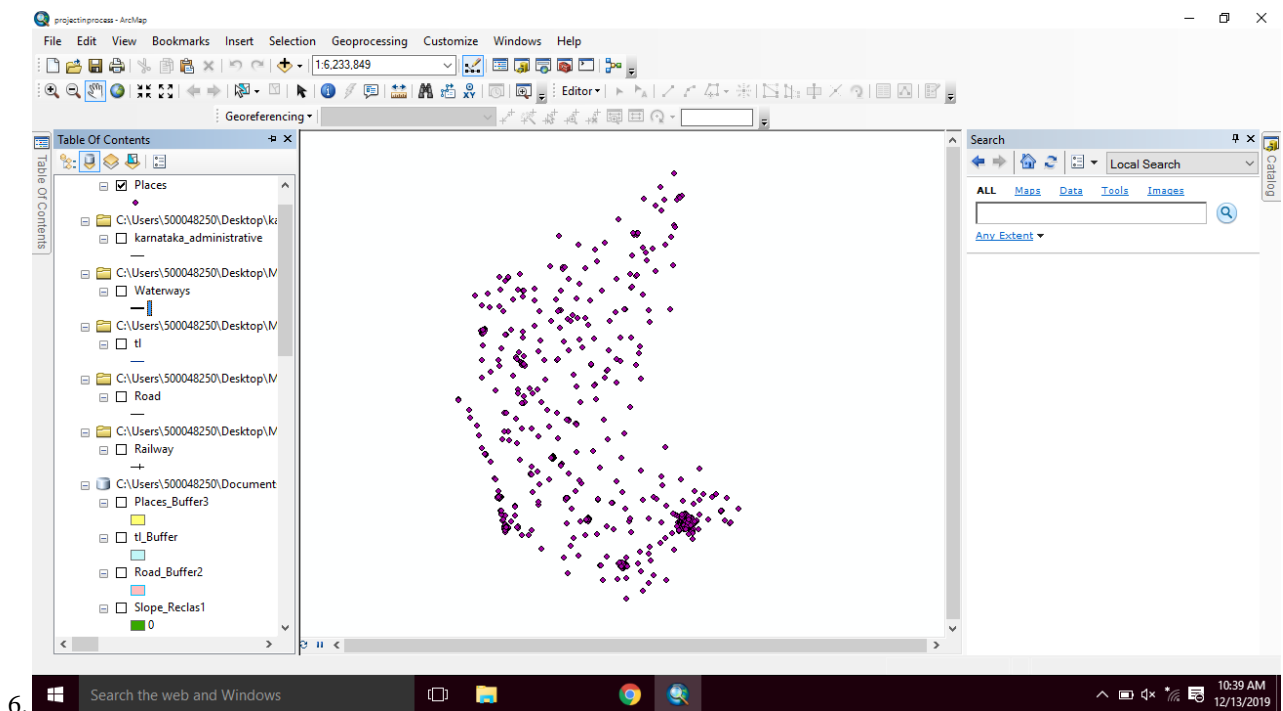 projectinprocess - ArcMap
File Edit View Bookmarks Insert Selection Geoprocessing Customize Windows Help
1:6,233,849
Editor
Georeferencing
Table Of Contents
Search
Table Of Contents
Catalog
Local Search
ALL Maps Data Tools Images
Any Extent
Places
C:\Users\500048250\Desktop\ka
karnataka_administrative
C:\Users\500048250\Desktop\M
Waterways
C:\Users\500048250\Desktop\M
tl
C:\Users\500048250\Desktop\M
Road
C:\Users\500048250\Desktop\M
Railway
C:\Users\500048250\Document
Places_Buffer3
tl_Buffer
Road_Buffer2
Slope_Reclas1
0
6.
Search the web and Windows
10:39 AM
12/13/2019